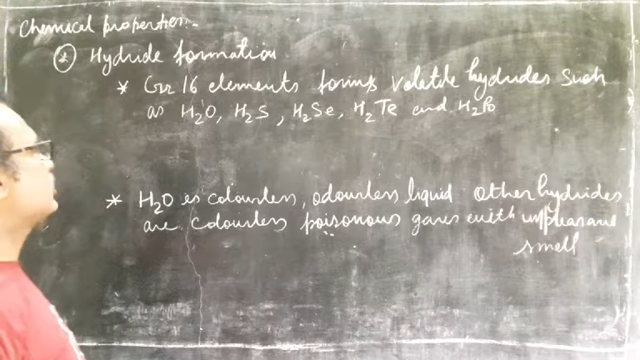 Chemical properties:-
② Hydride formation
* Gr 16 elements forms volatile hydrides such
as H₂O, H₂S, H₂Se, H₂Te and H₂Po
* H₂O is colourless, odourless liquid other hydrides
are colourless poisonous gases with unpleasant
smell